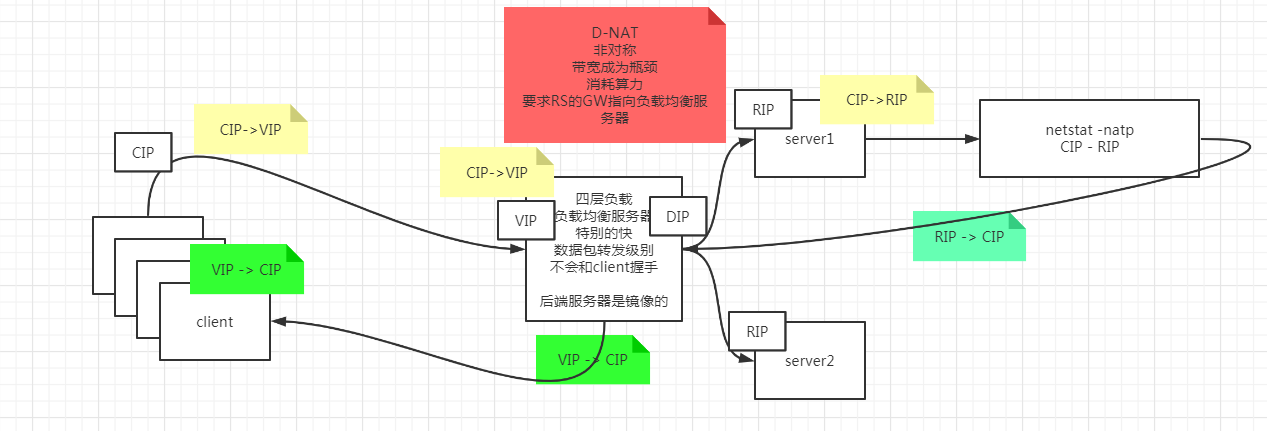 D-NAT
非对称
带宽成为瓶颈
消耗算力
要求RS的GW指向负载均衡服
务器
CIP->VIP
CIP
CIP->VIP
VIP
四层负载
负载均衡服务器
特别的快
数据包转发级别
不会和client握手
后端服务器是镜像的
DIP
RIP
CIP->RIP
server1
netstat -natp
CIP - RIP
RIP -> CIP
VIP -> CIP
client
VIP -> CIP
RIP
server2